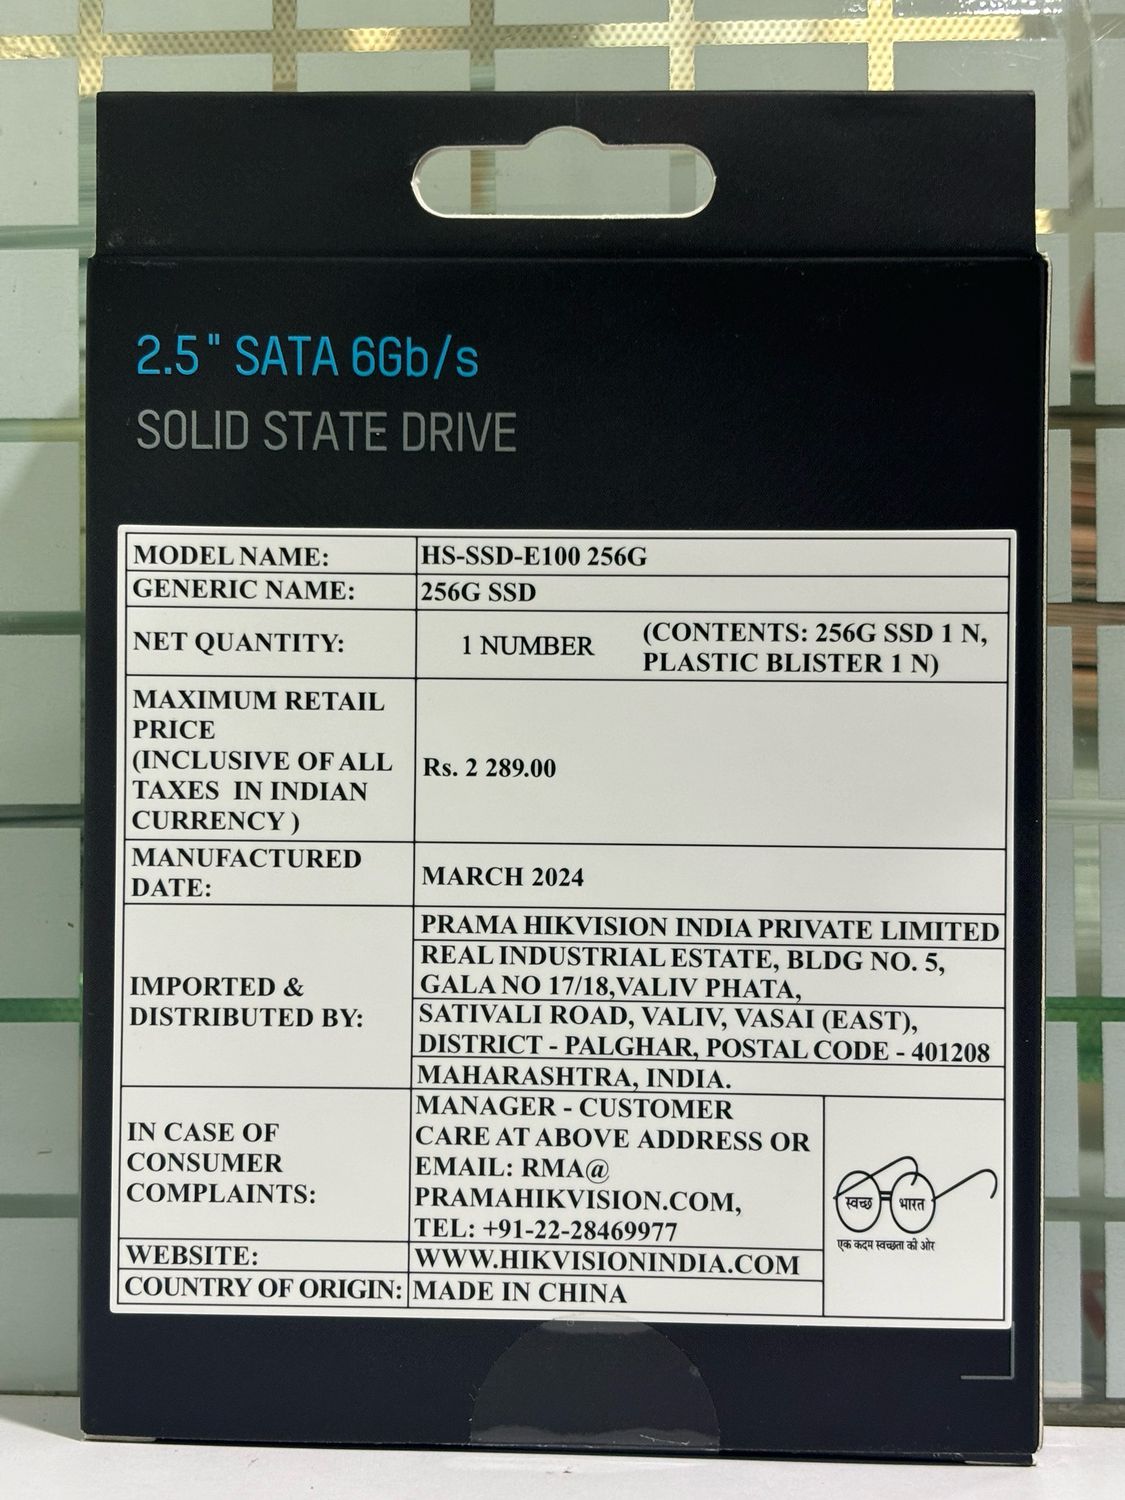 2.5" SATA 6Gb/s
SOLID STATE DRIVE
MODEL NAME: HS-SSD-E100 256G
GENERIC NAME: 256G SSD
NET QUANTITY: 1 NUMBER (CONTENTS: 256G SSD 1 N,
PLASTIC BLISTER 1 N)
MAXIMUM RETAIL
PRICE
(INCLUSIVE OF ALL
TAXES IN INDIAN
CURRENCY )
Rs. 2 289.00
MANUFACTURED
DATE:
MARCH 2024
IMPORTED &
DISTRIBUTED BY:
PRAMA HIKVISION INDIA PRIVATE LIMITED
REAL INDUSTRIAL ESTATE, BLDG NO. 5,
GALA NO 17/18,VALIV PHATA,
SATIVALI ROAD, VALIV, VASAI (EAST),
DISTRICT - PALGHAR, POSTAL CODE - 401208
MAHARASHTRA, INDIA.
IN CASE OF
CONSUMER
COMPLAINTS:
MANAGER - CUSTOMER
CARE AT ABOVE ADDRESS OR
EMAIL: RMA@
PRAMAHIKVISION.COM,
TEL: +91-22-28469977
स्वच्छ भारत
एक कदम स्वच्छता की ओर
WEBSITE: WWW.HIKVISIONINDIA.COM
COUNTRY OF ORIGIN: MADE IN CHINA